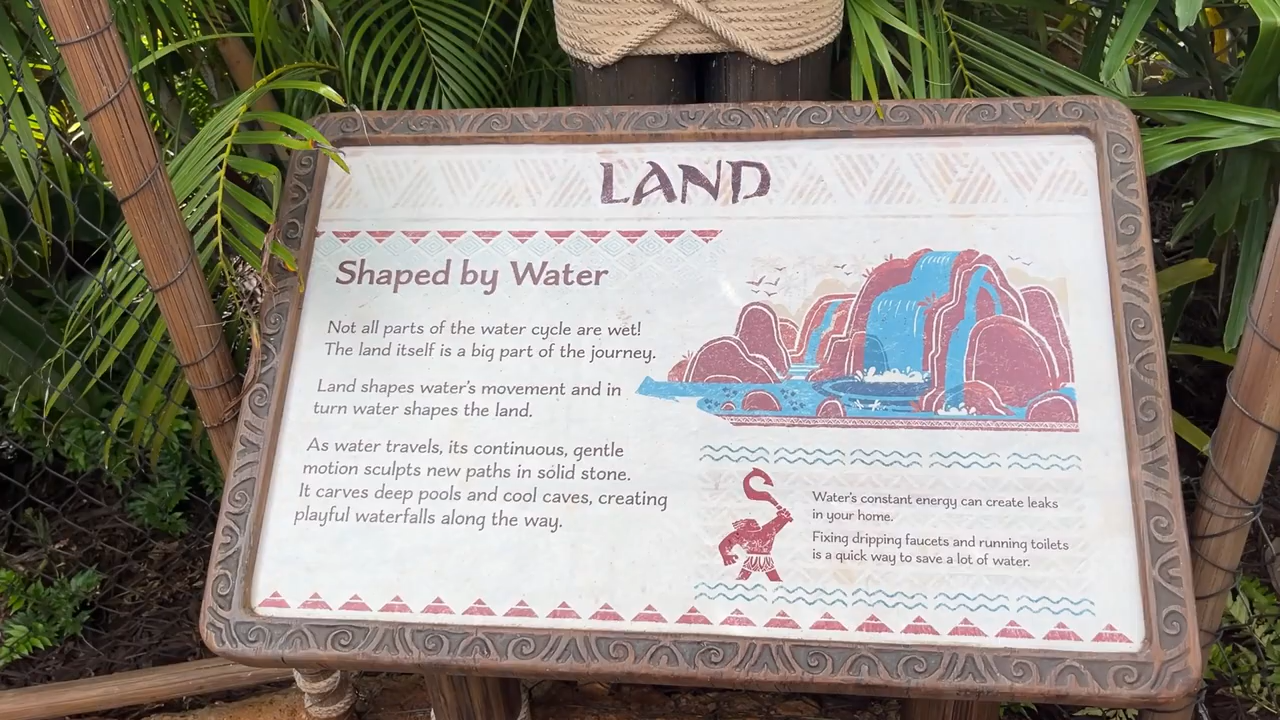 LAND
Shaped by Water
Not all parts of the water cycle are wet!
The land itself is a big part of the journey.
Land shapes water's movement and in
turn water shapes the land.
As water travels, its continuous, gentle
motion sculpts new paths in solid stone.
It carves deep pools and cool caves, creating
playful waterfalls along the way.
Water's constant energy can create leaks
in your home.
Fixing dripping faucets and running toilets
is a quick way to save a lot of water.